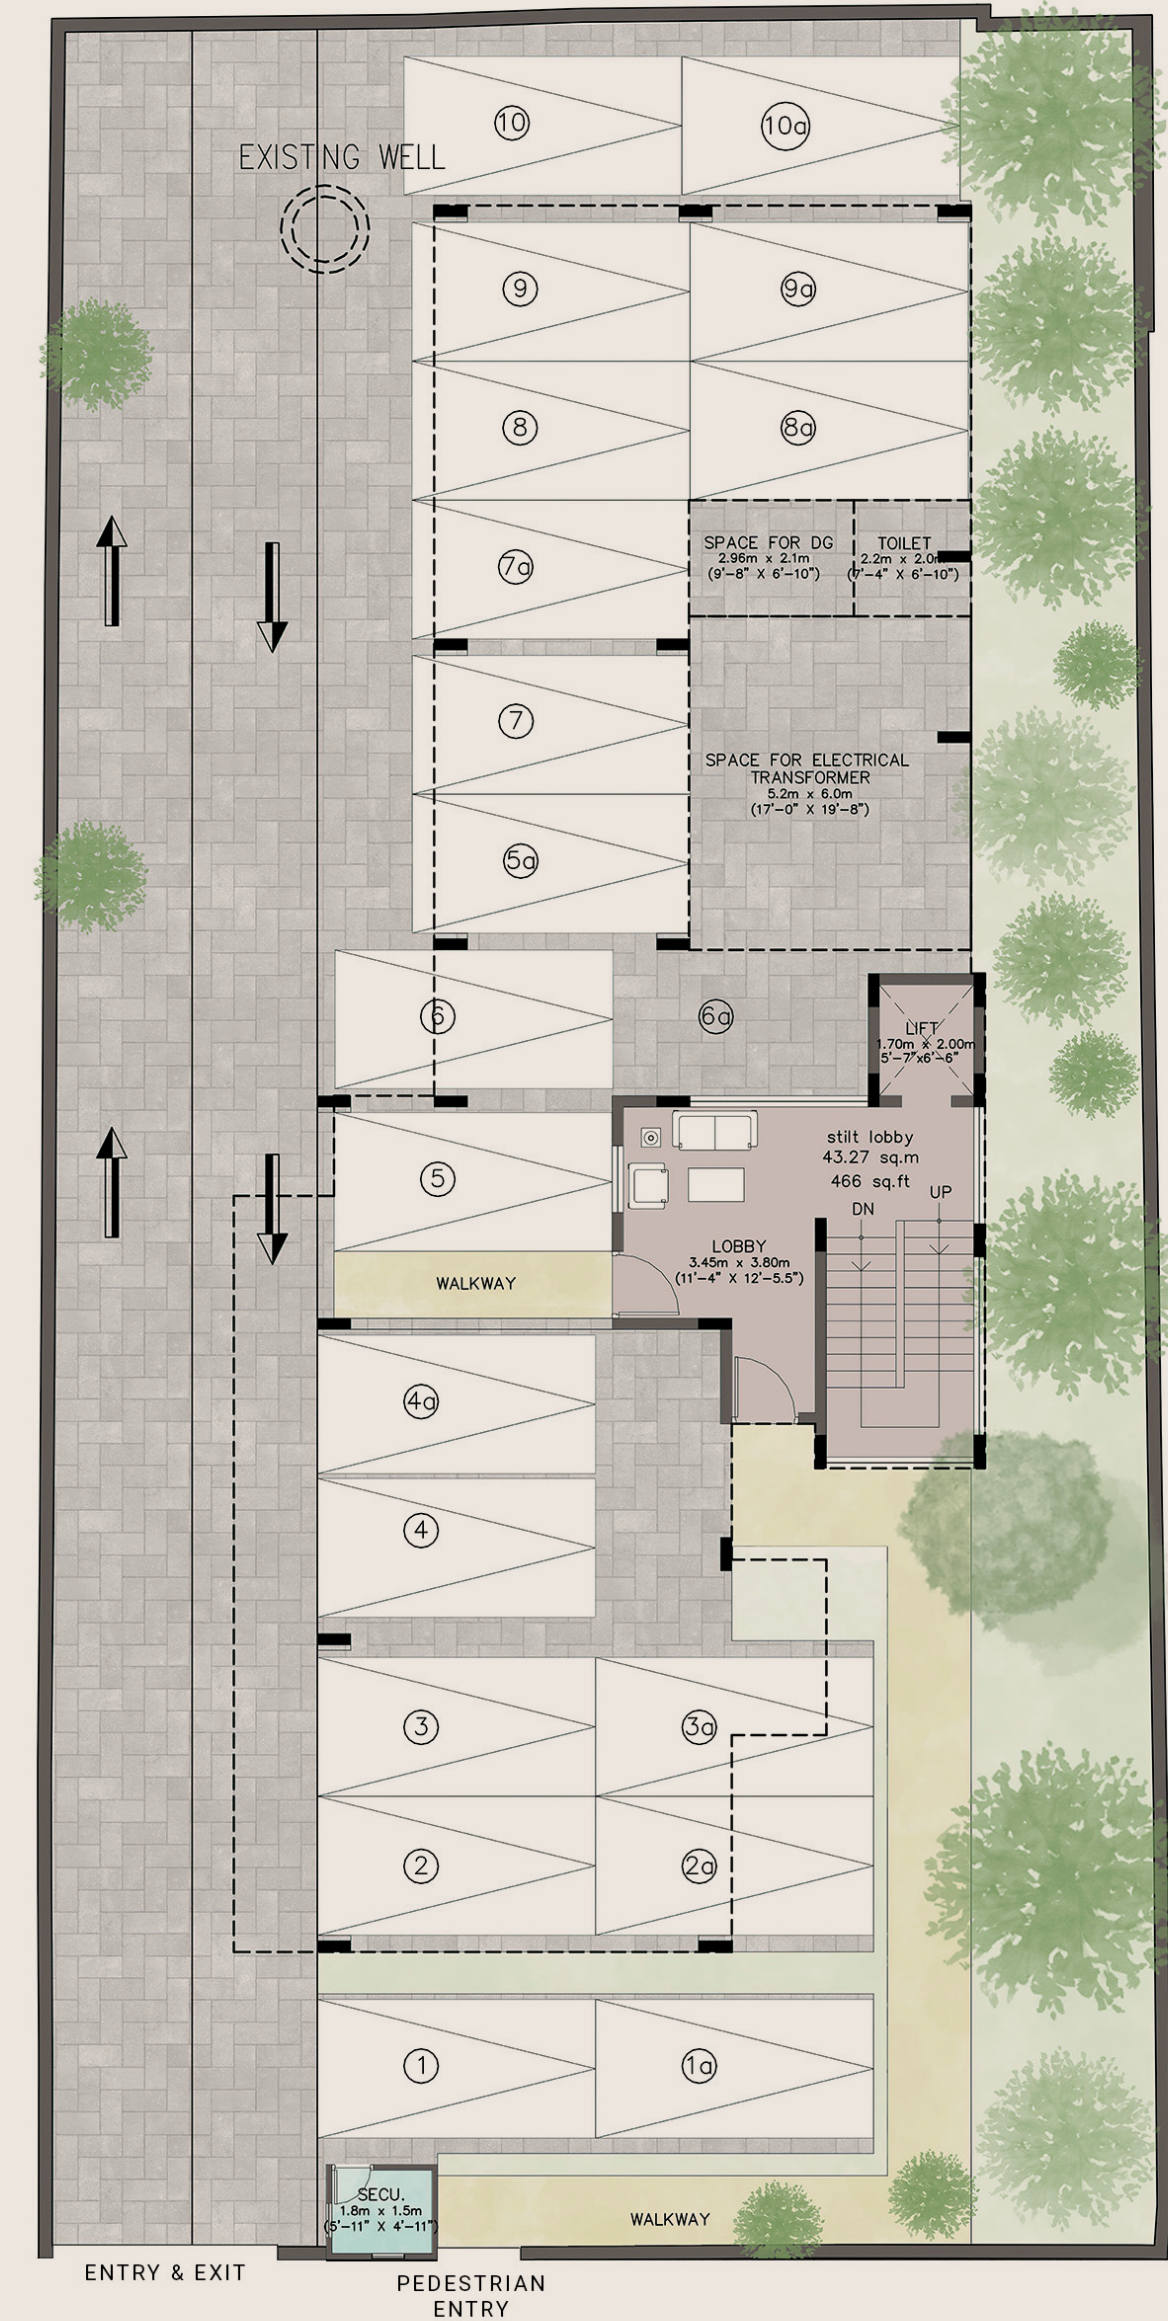 10
10a
EXISTING WELL
9
9a
8
8a
7a
SPACE FOR DG
2.96m x 2.1m
(9'-8" X 6'-10")
TOILET
2.2m x 2.0m
(7'-4" X 6'-10")
7
SPACE FOR ELECTRICAL
TRANSFORMER
5.2m x 6.0m
(17'-0" X 19'-8")
5a
6
6a
LIFT
1.70m x 2.00m
5'-7"x6'-6"
stilt lobby
43.27 sq.m
466 sq.ft
5
UP
DN
LOBBY
3.45m x 3.80m
(11'-4" X 12'-5.5")
WALKWAY
4a
4
3
3a
2
2a
1
1a
SECU.
1.8m x 1.5m
(5'-11" X 4'-11")
WALKWAY
ENTRY & EXIT
PEDESTRIAN
ENTRY